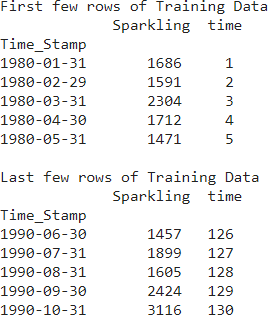 First few rows of Training Data
Sparkling time
Time_Stamp
1980-01-31 1686 1
1980-02-29 1591 2
1980-03-31 2304 3
1980-04-30 1712 4
1980-05-31 1471 5
Last few rows of Training Data
Sparkling time
Time_Stamp
1990-06-30 1457 126
1990-07-31 1899 127
1990-08-31 1605 128
1990-09-30 2424 129
1990-10-31 3116 130